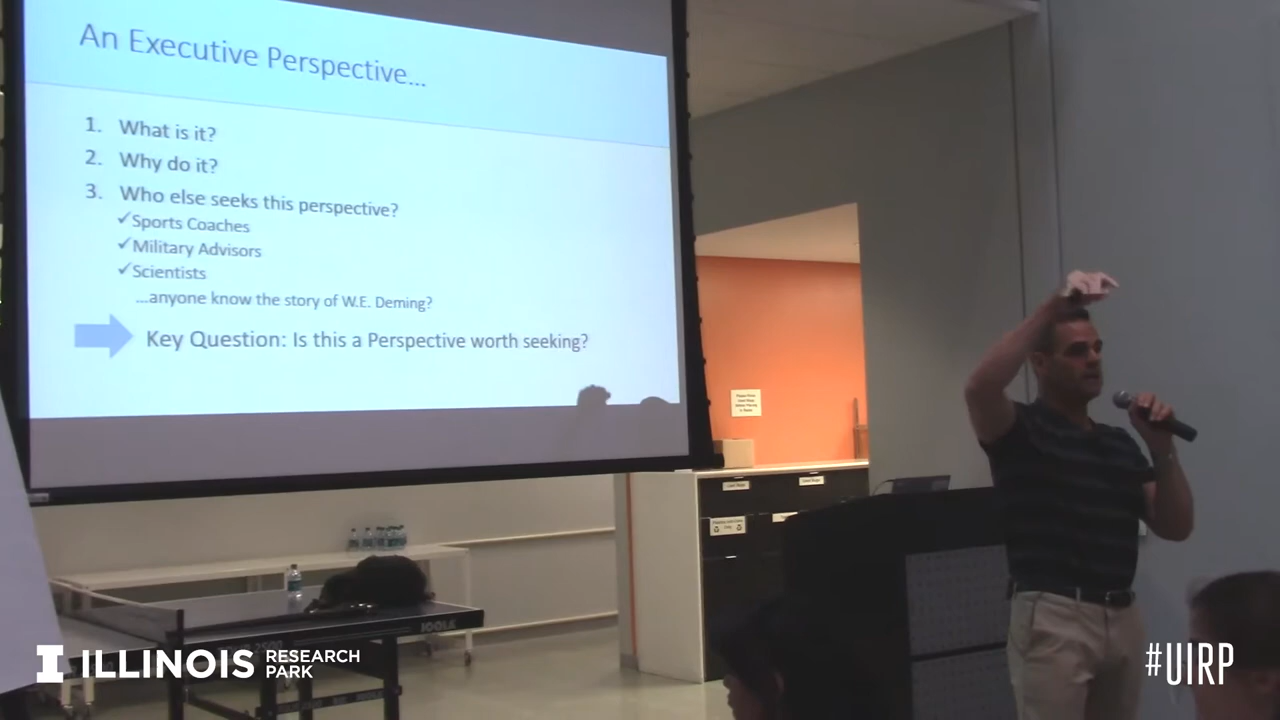 An Executive Perspective...
1. What is it?
2. Why do it?
3. Who else seeks this perspective?
✓Sports Coaches
✓Military Advisors
✓Scientists
...anyone know the story of W.E. Deming?
Key Question: Is this a Perspective worth seeking?
JOOLA
ILLINOIS RESEARCH PARK
#UIRP